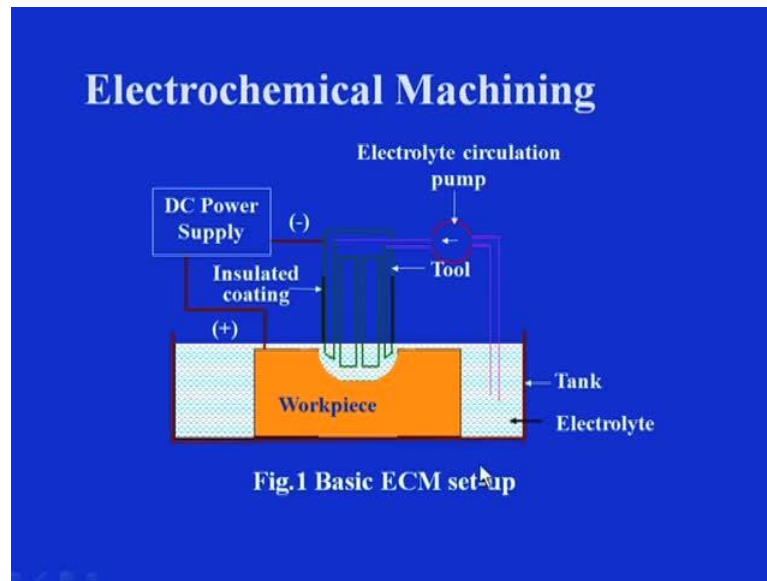 Electrochemical Machining
Electrolyte circulation
pump
DC Power
Supply
(-)
Tool
Insulated
coating
(+)
Tank
Workpiece
Electrolyte
Fig.1 Basic ECM set-up